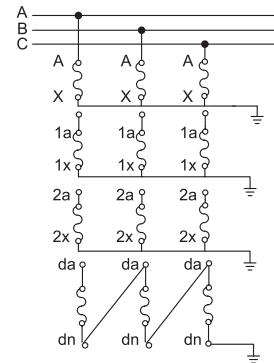 A
B
C
A A A
X X X
1a 1a 1a
1x 1x 1x
2a 2a 2a
2x 2x 2x
da da da
dn dn dn